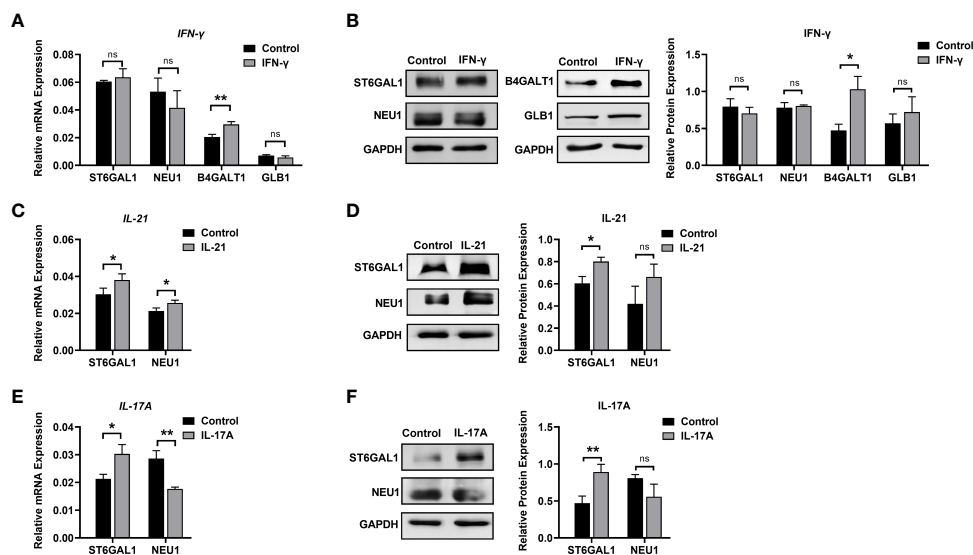 A
IFN-γ
Relative mRNA Expression
0.06
0.04
0.02
0.00
ns
ns
**
ns
Control
IFN-γ
ST6GAL1 NEU1 B4GALT1 GLB1
B
Control IFN-γ
ST6GAL1
NEU1
GAPDH
Control IFN-γ
B4GALT1
GLB1
GAPDH
IFN-γ
Relative Protein Expression
1.5
1.0
0.5
0.0
ns
ns
*
ns
Control
IFN-γ
ST6GAL1 NEU1 B4GALT1 GLB1
C
IL-21
Relative mRNA Expression
0.06
0.04
0.02
0.00
*
*
Control
IL-21
ST6GAL1 NEU1
D
Control IL-21
ST6GAL1
NEU1
GAPDH
IL-21
Relative Protein Expression
1.0
0.8
0.6
0.4
0.2
0.0
*
ns
Control
IL-21
ST6GAL1 NEU1
E
IL-17A
Relative mRNA Expression
0.04
0.03
0.02
0.01
0.00
*
**
Control
IL-17A
ST6GAL1 NEU1
F
Control IL-17A
ST6GAL1
NEU1
GAPDH
IL-17A
Relative Protein Expression
1.5
1.0
0.5
0.0
**
ns
Control
IL-17A
ST6GAL1 NEU1